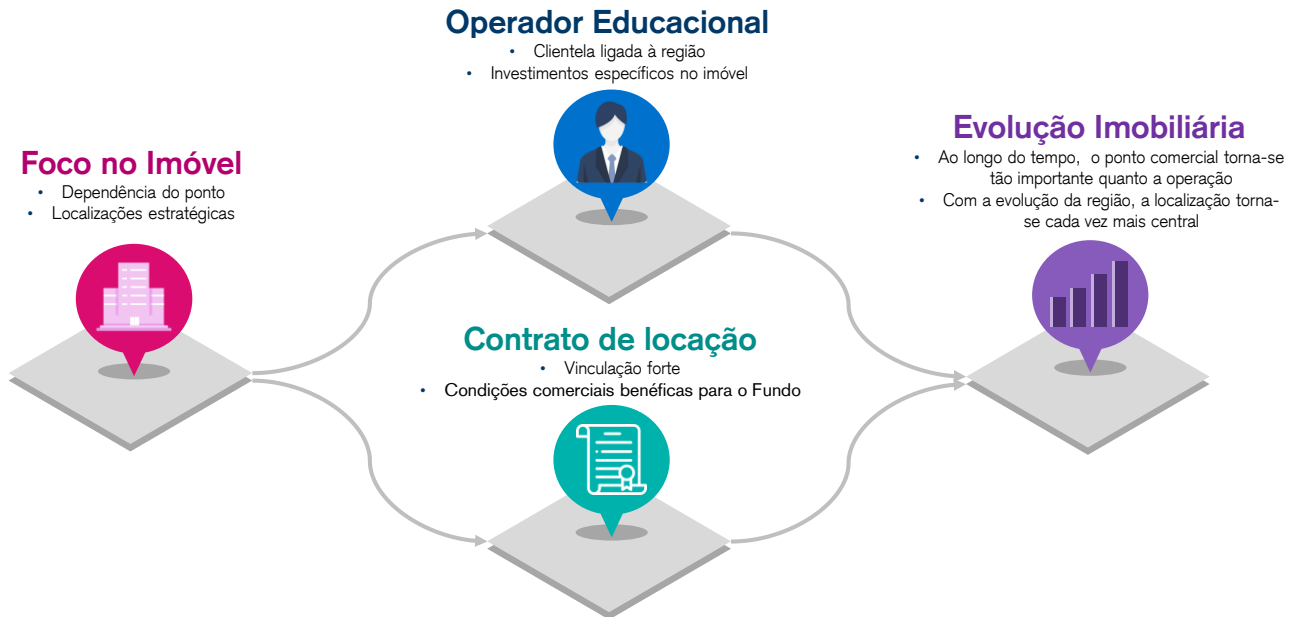 Foco no Imóvel
• Dependência do ponto
• Localizações estratégicas
Operador Educacional
• Clientela ligada à região
• Investimentos específicos no imóvel
Contrato de locação
• Vinculação forte
• Condições comerciais benéficas para o Fundo
Evolução Imobiliária
• Ao longo do tempo, o ponto comercial torna-se
tão importante quanto a operação
• Com a evolução da região, a localização torna-
se cada vez mais central